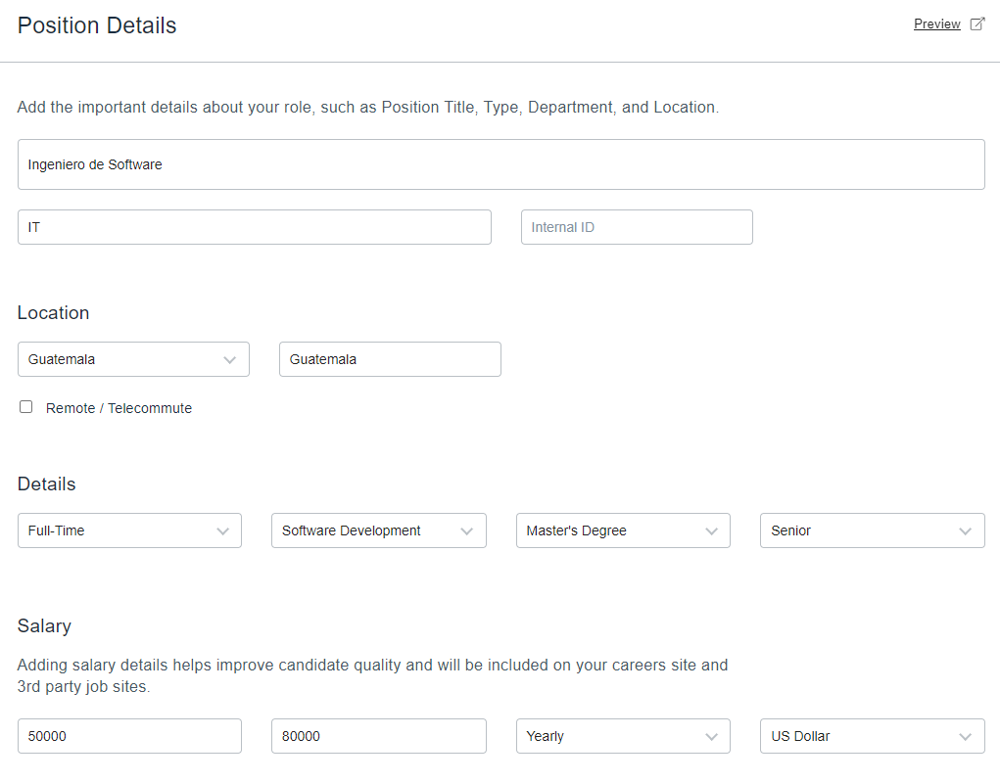 Position Details
Preview
Add the important details about your role, such as Position Title, Type, Department, and Location.
Ingeniero de Software
IT
Internal ID
Location
Guatemala
Guatemala
Remote / Telecommute
Details
Full-Time
Software Development
Master's Degree
Senior
Salary
Adding salary details helps improve candidate quality and will be included on your careers site and
3rd party job sites.
50000
80000
Yearly
US Dollar